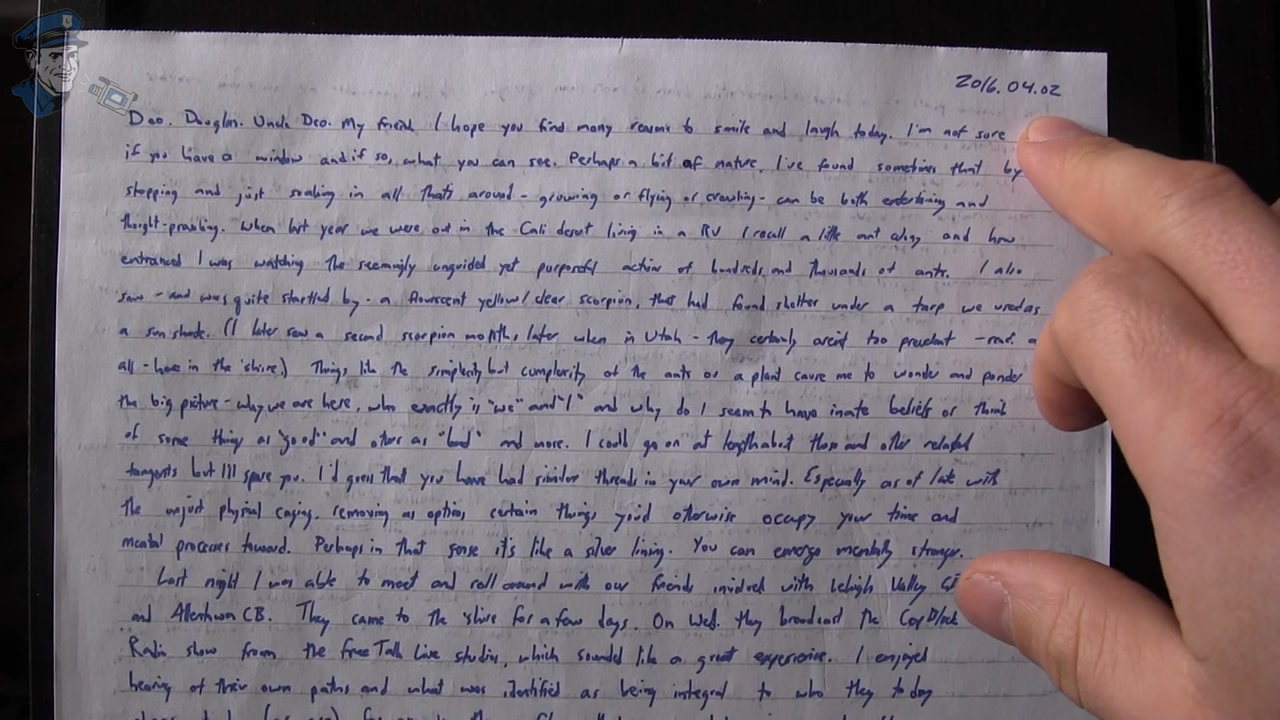 2016.04.02
Deo. Douglas. Uncle Deo. My friend I hope you find many reasons to smile and laugh today. I'm not sure
if you have a window and if so, what you can see. Perhaps a bit of nature. I've found sometimes that by
stopping and just soaking in all that's around - growing or flying or crawling - can be both entertaining and
thought-provoking. When last year we were out in the Cali desert living in a RV I recall a little ant colony and how
entranced I was watching the seemingly unguided yet purposeful action of hundreds and thousands of ants. I also
saw - and was quite startled by - a flourscent yellow/clear scorpion, that had found shelter under a tarp we used as
a sun shade. (I later saw a second scorpion months later when in Utah - they certainly aren't too prevelant - at
all - here in the 'shire.) Things like the simplicity but complexity of the ants or a plant cause me to wonder and ponder
the big picture - why we are here, who exactly is "we" and "I" and why do I seem to have inate beliefs or think
of some things as "good" and others as "bad" and more. I could go on at length about those and other related
tangents but I'll spare you. I'd guess that you have had similar threads in your own mind. Especially as of late with
the unjust physical caging, removing as options certain things you'd otherwise occupy your time and
mental processes toward. Perhaps in that sense it's like a silver lining. You can emerge mentally stronger.
Last night I was able to meet and roll around with our friends involved with Lehigh Valley
and Allentown CB. They came to the 'shire for a few days. On Wed. they broadcast the CopBlock
Radio show from the Free Talk Live studio, which sounded like a great experience. I enjoyed
hearing of their own paths and what was identified as being integral to who they today